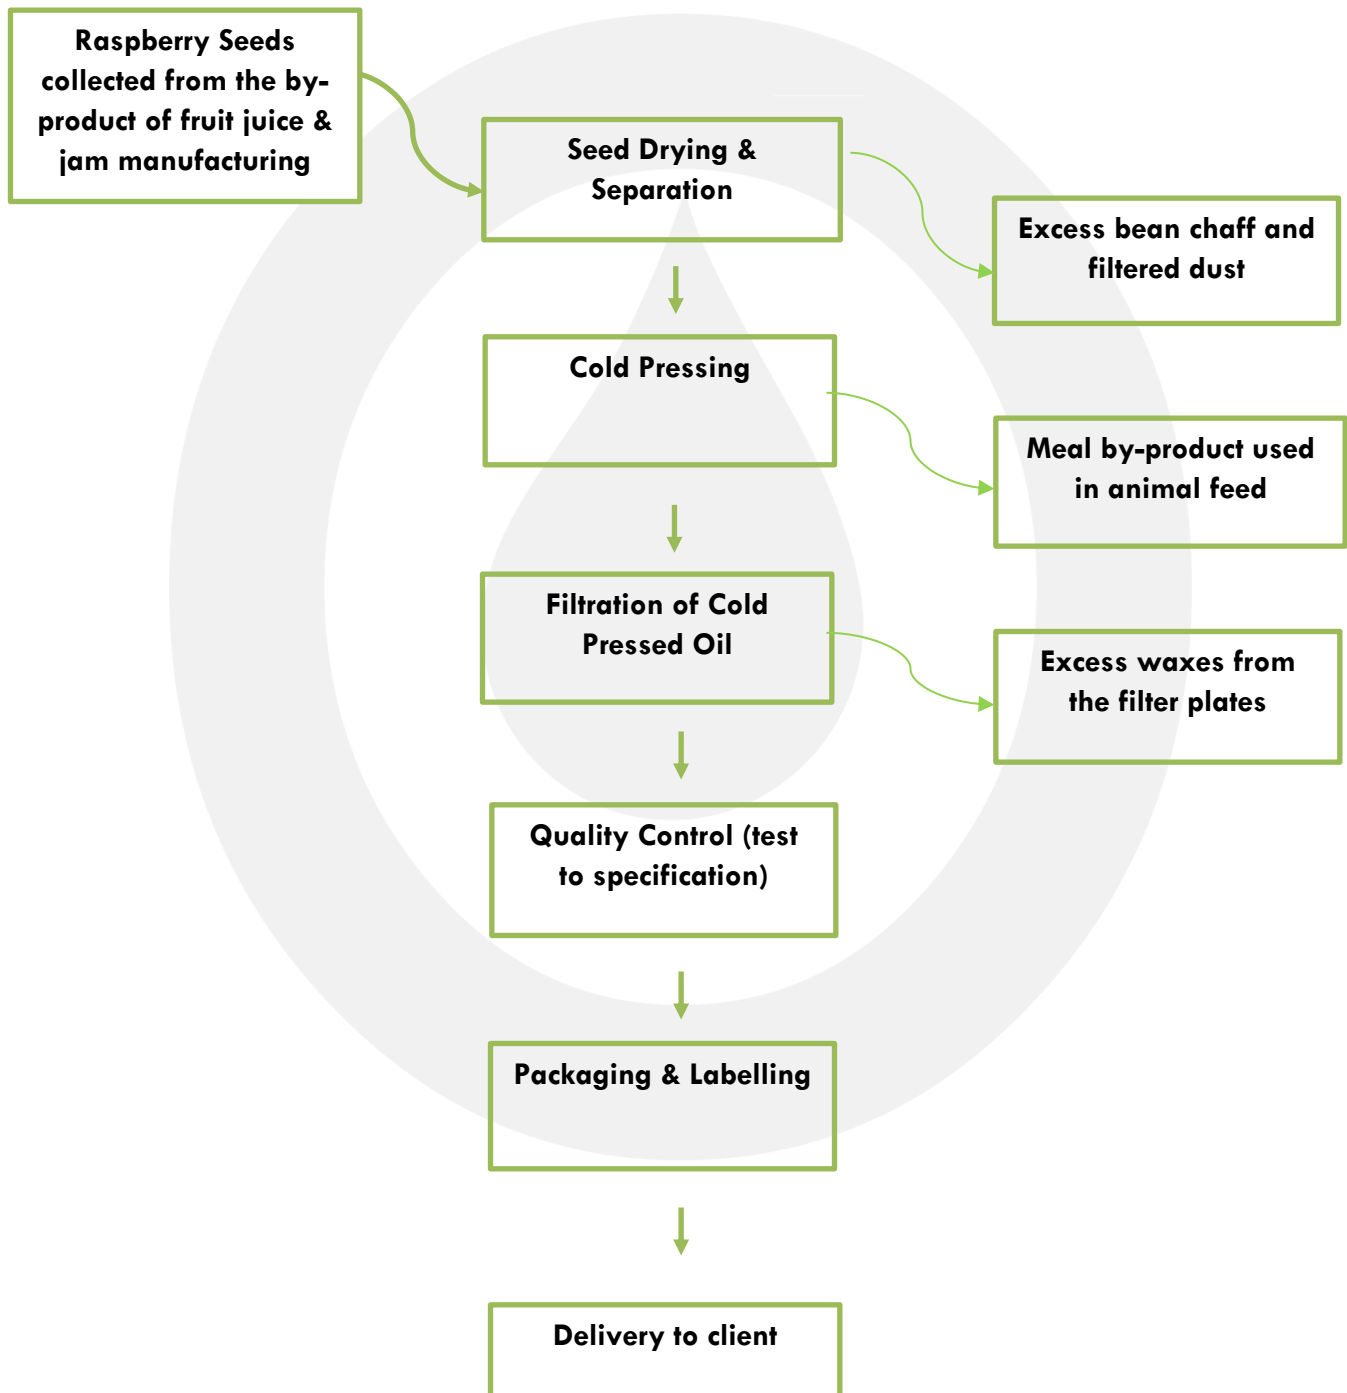 Raspberry Seeds
collected from the by-
product of fruit juice &
jam manufacturing
Seed Drying &
Separation
Excess bean chaff and
filtered dust
Cold Pressing
Meal by-product used
in animal feed
Filtration of Cold
Pressed Oil
Excess waxes from
the filter plates
Quality Control (test
to specification)
Packaging & Labelling
Delivery to client